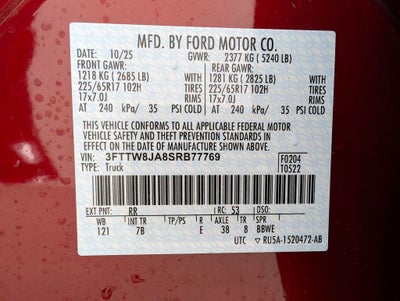 MFD. BY FORD MOTOR CO.
DATE: 10/25 GVWR: 2377 KG ( 5240 LB)
FRONT GAWR: REAR GAWR:
1218 KG ( 2685 LB) 1281 KG ( 2825 LB)
225/65R17 102H 225/65R17 102H
17x7.0J RIMS 17x7.0J RIMS
AT 240 kPa/ 35 PSI COLD AT 240 kPa/ 35 PSI COLD
THIS VEHICLE CONFORMS TO ALL APPLICABLE FEDERAL MOTOR
VEHICLE SAFETY AND THEFT PREVENTION STANDARDS IN
EFFECT ON THE DATE OF MANUFACTURE SHOWN ABOVE.
VIN: 3FTTW8JA8SRB77769 F0204
TYPE: Truck T0522
EXT PNT: RR RC: 53 DSO:
WB INT TR TP/PS R AXLE TR SPR
121 7B E 38 8 BBWE
UTC RU5A-1520472-AB